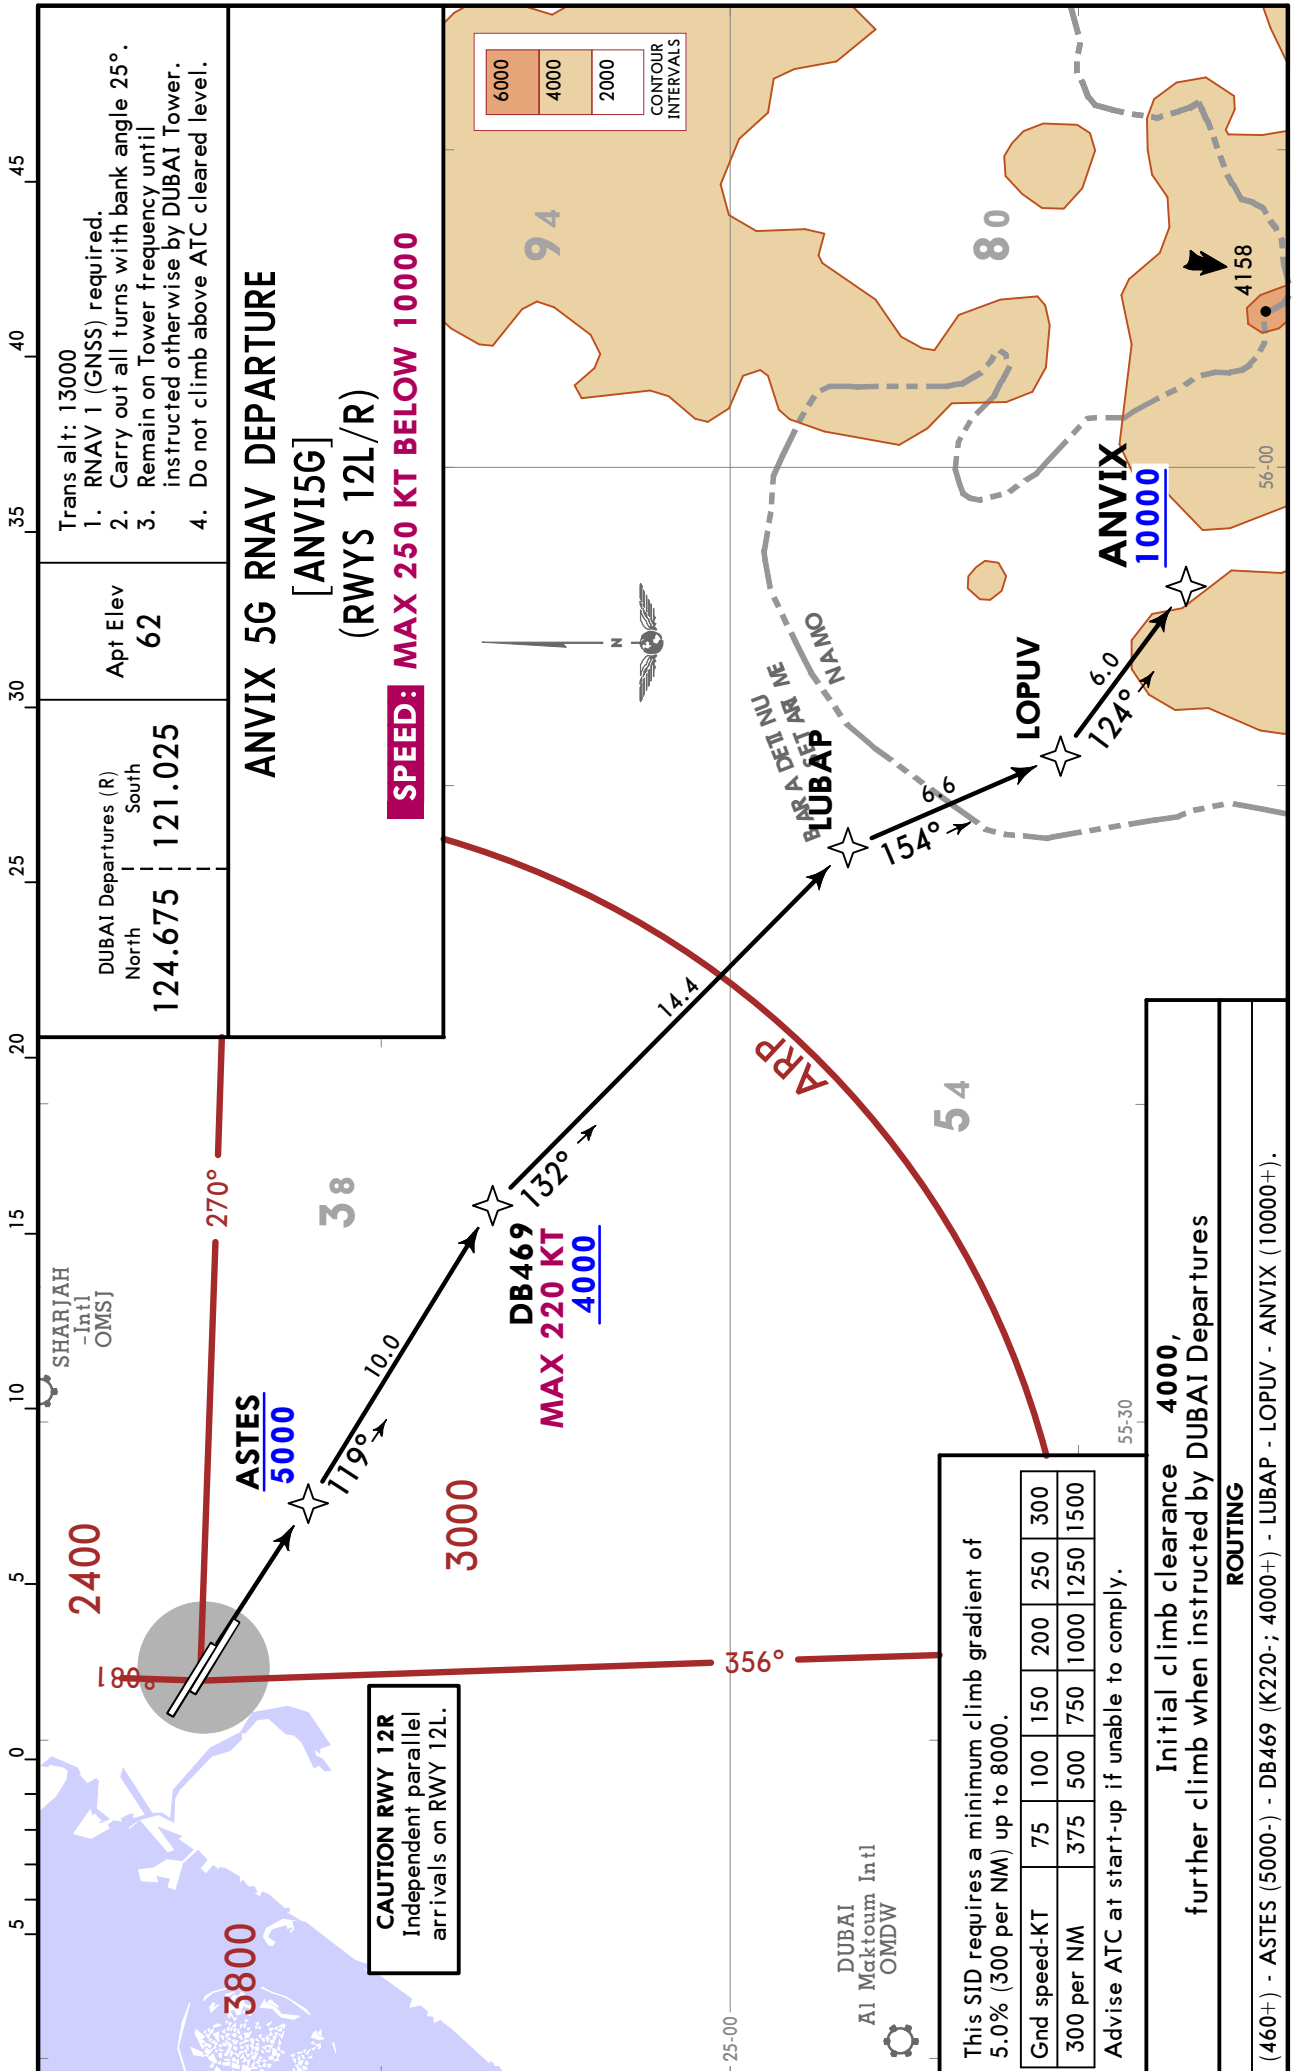 DUBAI Departures (R)
North
South
124.675
121.025
Apt Elev
62
Trans alt: 13000
1. RNAV 1 (GNSS) required.
2. Carry out all turns with bank angle 25°.
3. Remain on Tower frequency until
instructed otherwise by DUBAI Tower.
4. Do not climb above ATC cleared level.
ANVIX 5G RNAV DEPARTURE
[ANVI5G]
(RWYS 12L/R)
SPEED: MAX 250 KT BELOW 10000
5
0
5
10
15
20
25
30
35
40
45
6000
4000
2000
CONTOUR
INTERVALS
SHARJAH
-Intl
OMSJ
3800
2400
180°
270°
38
94
CAUTION RWY 12R
Independent parallel
arrivals on RWY 12L.
ASTES
5000
3000
119°
10.0
DB469
MAX 220 KT
4000
132°
14.4
N
356°
25-00
ARP
LUBAP
NAMO
154°
6.6
DUBAI
Al Maktoum Intl
OMDW
54
80
LOPUV
124°
6.0
ANVIX
10000
4158
55-30
56-00
This SID requires a minimum climb gradient of
5.0% (300 per NM) up to 8000.
Gnd speed-KT 75 100 150 200 250 300
300 per NM 375 500 750 1000 1250 1500
Advise ATC at start-up if unable to comply.
Initial climb clearance 4000,
further climb when instructed by DUBAI Departures
ROUTING
(460+) - ASTES (5000-) - DB469 (K220-; 4000+) - LUBAP - LOPUV - ANVIX (10000+).